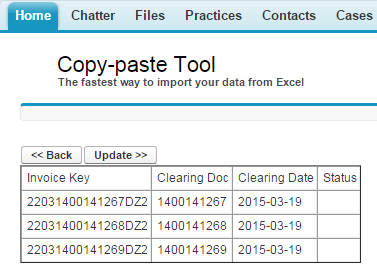 Home Chatter Files Practices Contacts Cases
Copy-paste Tool
The fastest way to import your data from Excel
<< Back Update >>
Invoice Key Clearing Doc Clearing Date Status
22031400141267DZ2 1400141267 2015-03-19
22031400141268DZ2 1400141268 2015-03-19
22031400141269DZ2 1400141269 2015-03-19